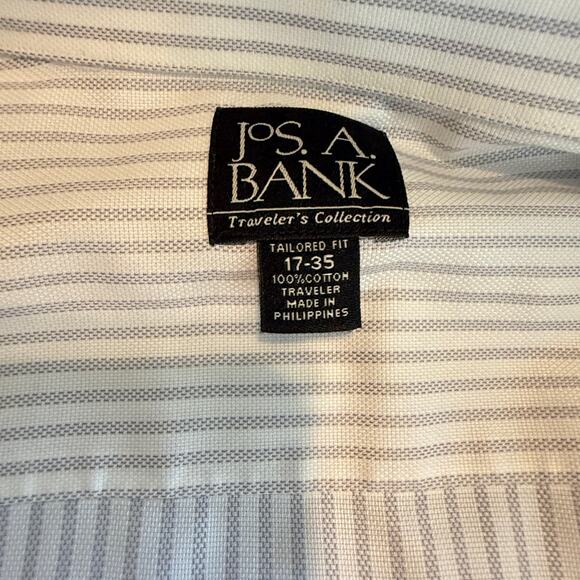 JOS. A.
BANK
Traveler's Collection
TAILORED FIT
17-35
100%COTTON
TRAVELER
MADE IN
PHILIPPINES